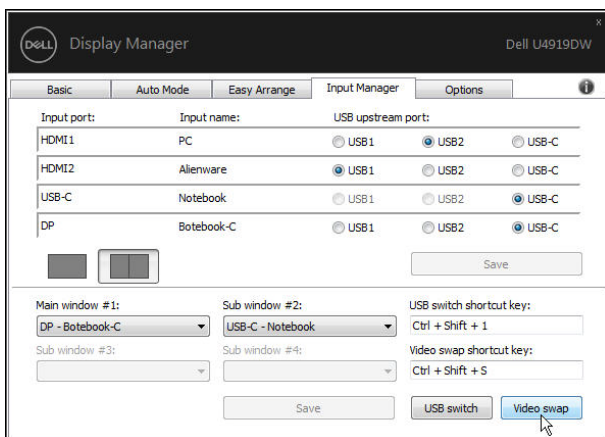 DELL Display Manager Dell U4919DW x
Basic Auto Mode Easy Arrange Input Manager Options i
Input port: Input name: USB upstream port:
HDMI1 PC USB1 USB2 USB-C
HDMI2 Alienware USB1 USB2 USB-C
USB-C Notebook USB1 USB2 USB-C
DP Botebook-C USB1 USB2 USB-C
Save
Main window #1: Sub window #2: USB switch shortcut key:
DP - Botebook-C USB-C - Notebook Ctrl + Shift + 1
Sub window #3: Sub window #4: Video swap shortcut key:
Ctrl + Shift + S
Save USB switch Video swap